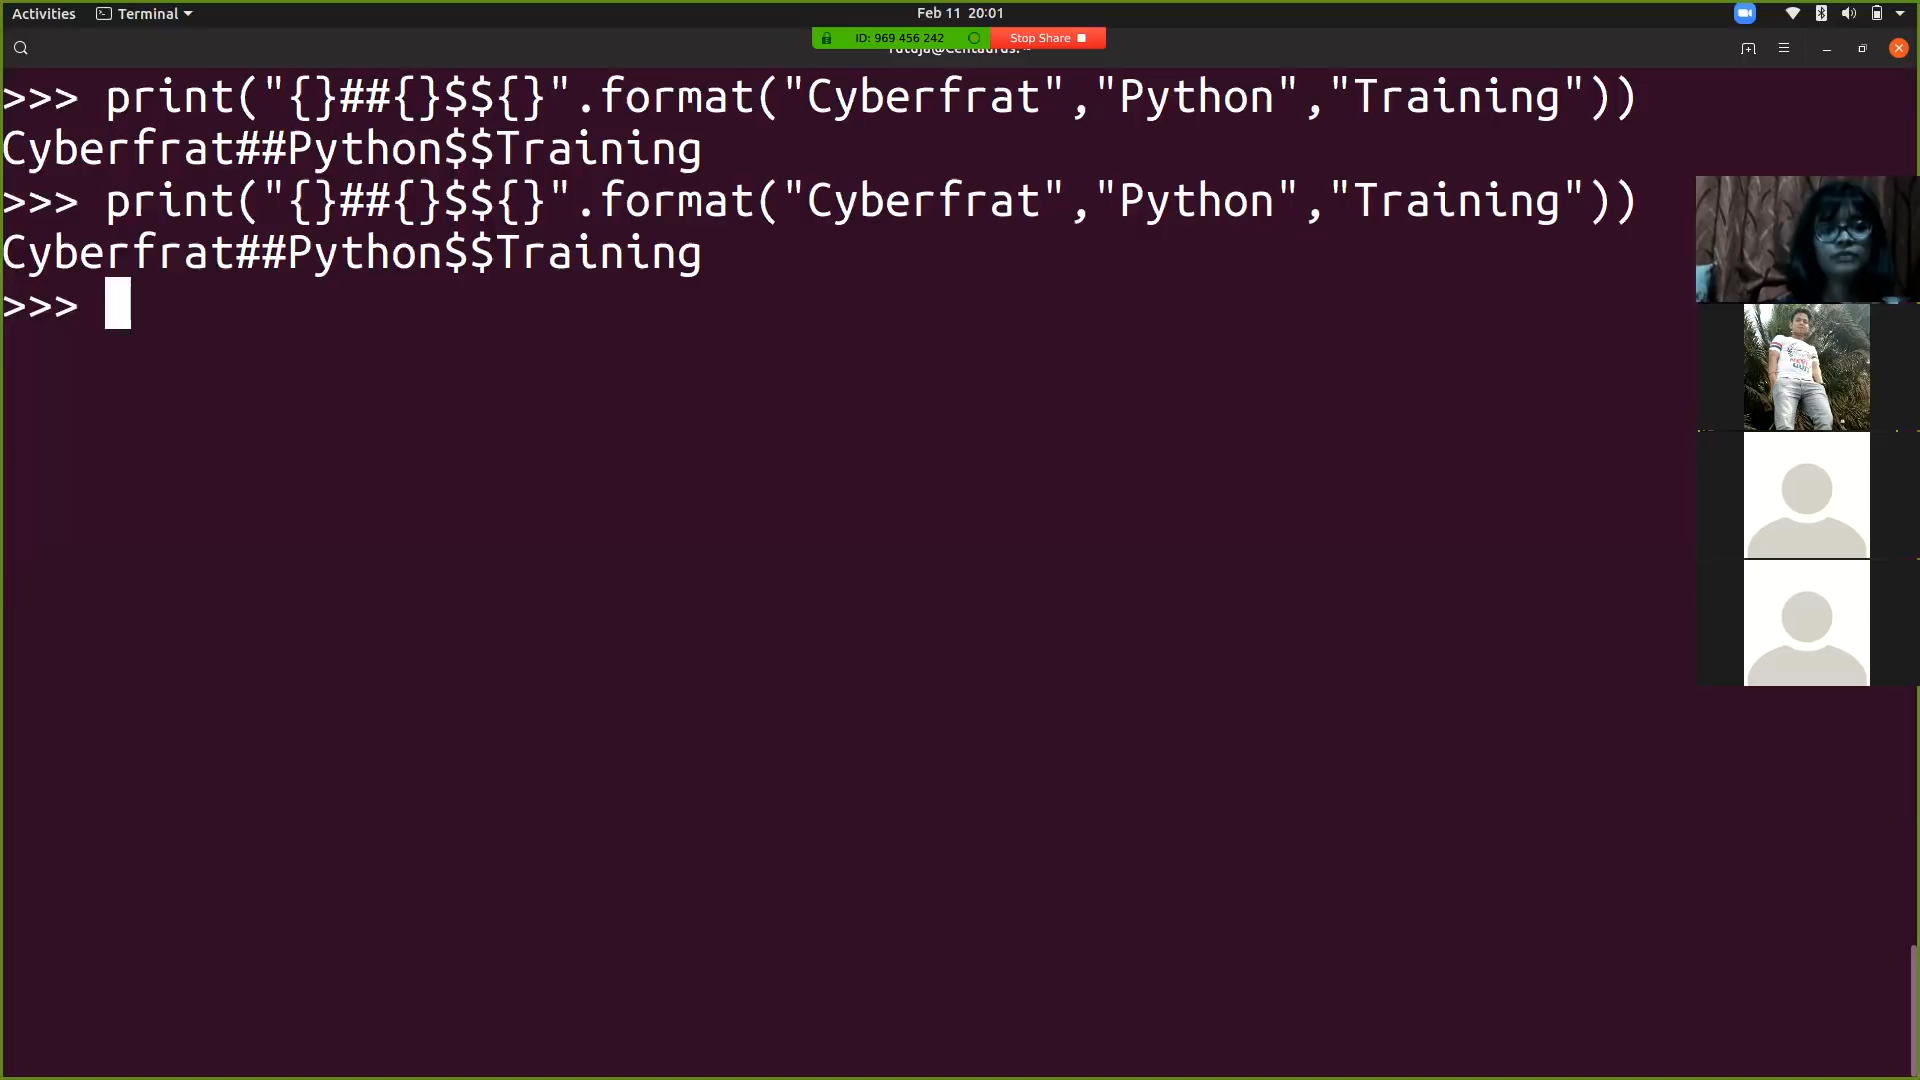 Activities Terminal Feb 11 20:01
ID: 969 456 242 Stop Share
>>> print("{}##{}$${}".format("Cyberfrat","Python","Training"))
Cyberfrat##Python$$Training
>>> print("{}##{}$${}".format("Cyberfrat","Python","Training"))
Cyberfrat##Python$$Training
>>>